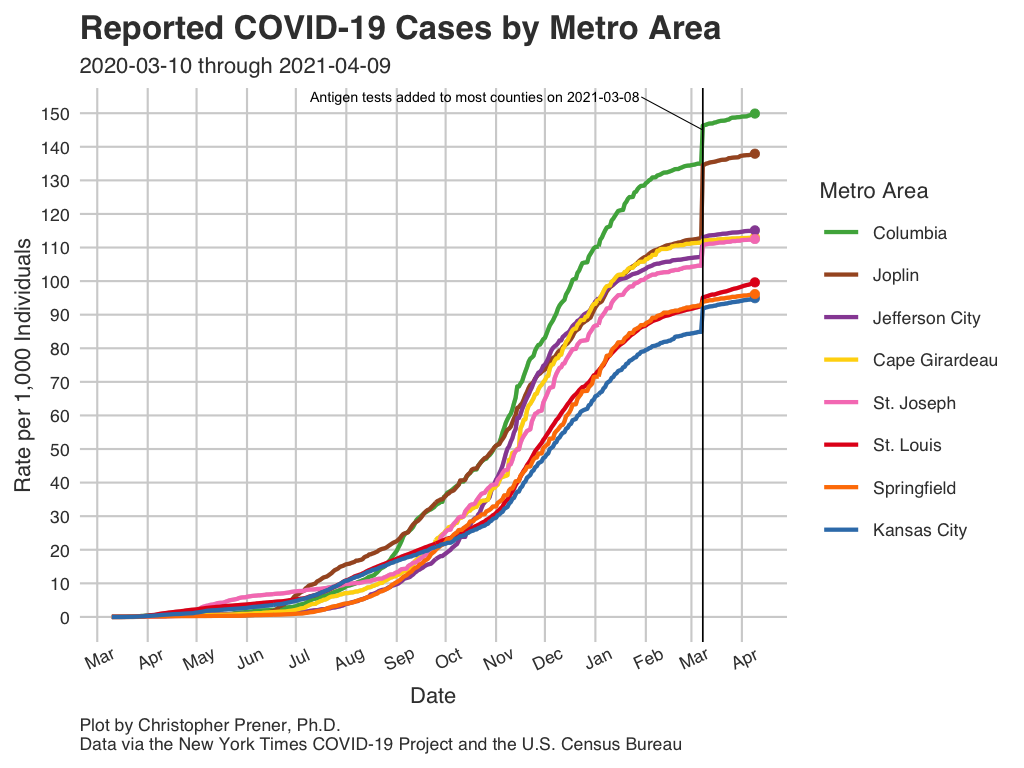 Reported COVID-19 Cases by Metro Area
2020-03-10 through 2021-04-09
Antigen tests added to most counties on 2021-03-08
150
140
130
120
110
100
90
80
70
60
50
40
30
20
10
0
Rate per 1,000 Individuals
Mar Apr May Jun Jul Aug Sep Oct Nov Dec Jan Feb Mar Apr
Date
Metro Area
Columbia
Joplin
Jefferson City
Cape Girardeau
St. Joseph
St. Louis
Springfield
Kansas City
Plot by Christopher Prener, Ph.D.
Data via the New York Times COVID-19 Project and the U.S. Census Bureau